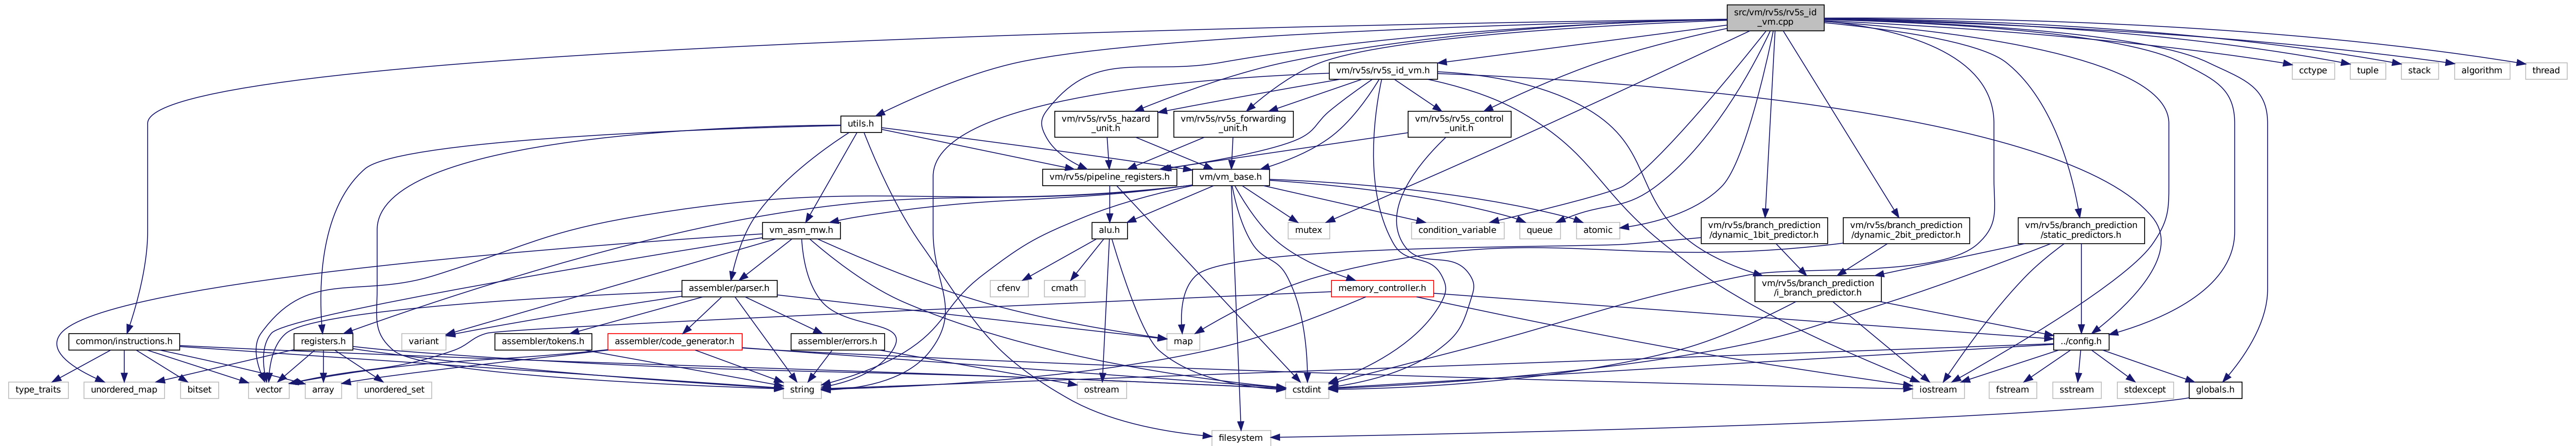 src/vm/rv5s/rv5s_id
_vm.cpp
vm/rv5s/rv5s_id_vm.h
cctype
tuple
stack
algorithm
thread
utils.h
vm/rv5s/rv5s_hazard
_unit.h
vm/rv5s/rv5s_forwarding
_unit.h
vm/rv5s/rv5s_control
_unit.h
vm/rv5s/pipeline_registers.h
vm/vm_base.h
vm_asm_mw.h
alu.h
mutex
condition_variable
queue
atomic
vm/rv5s/branch_prediction
/dynamic_1bit_predictor.h
vm/rv5s/branch_prediction
/dynamic_2bit_predictor.h
vm/rv5s/branch_prediction
/static_predictors.h
assembler/parser.h
cfenv
cmath
memory_controller.h
vm/rv5s/branch_prediction
/i_branch_predictor.h
common/instructions.h
registers.h
variant
assembler/tokens.h
assembler/code_generator.h
assembler/errors.h
map
../config.h
type_traits
unordered_map
bitset
vector
array
unordered_set
string
ostream
cstdint
iostream
fstream
sstream
stdexcept
globals.h
filesystem